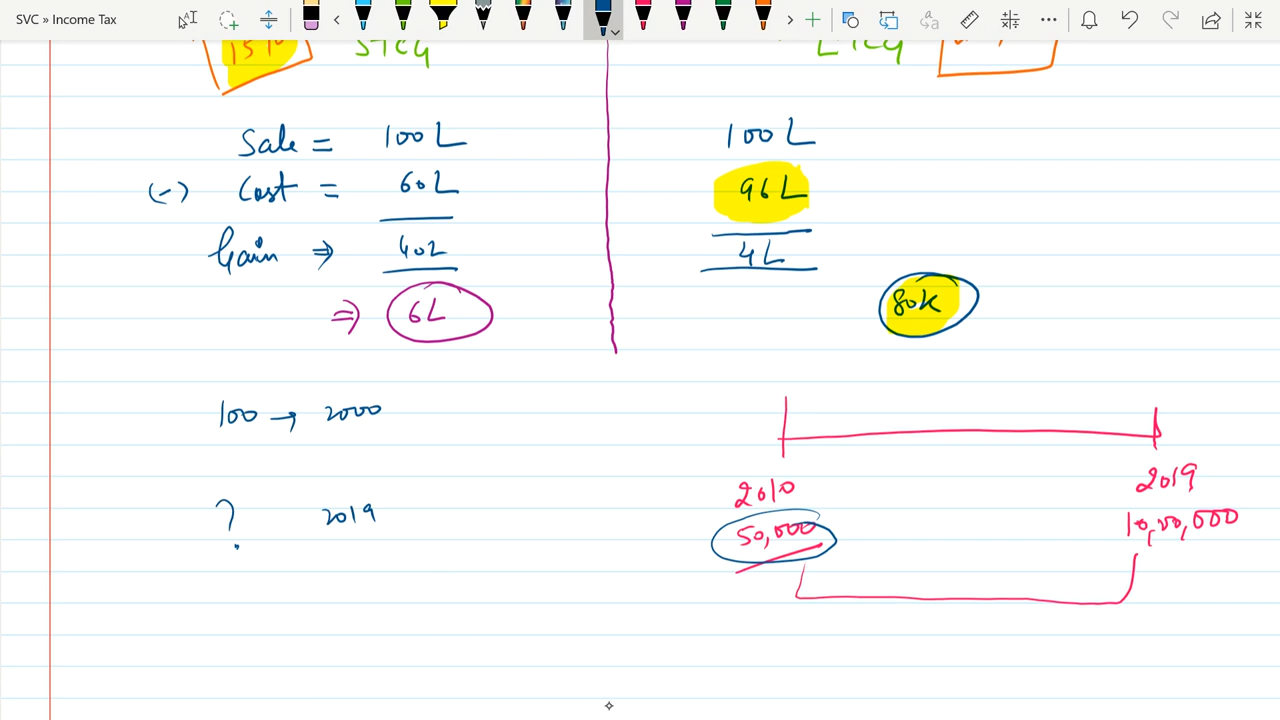 SVC » Income Tax
15%
STCG
LTCG
Sale = 100L
(-) Cost = 60L
Gain ⇒ 40L
⇒ 6L
100L
96L
4L
80k
100 → 2000
? 2019
2010
50,000
2019
10,00,000